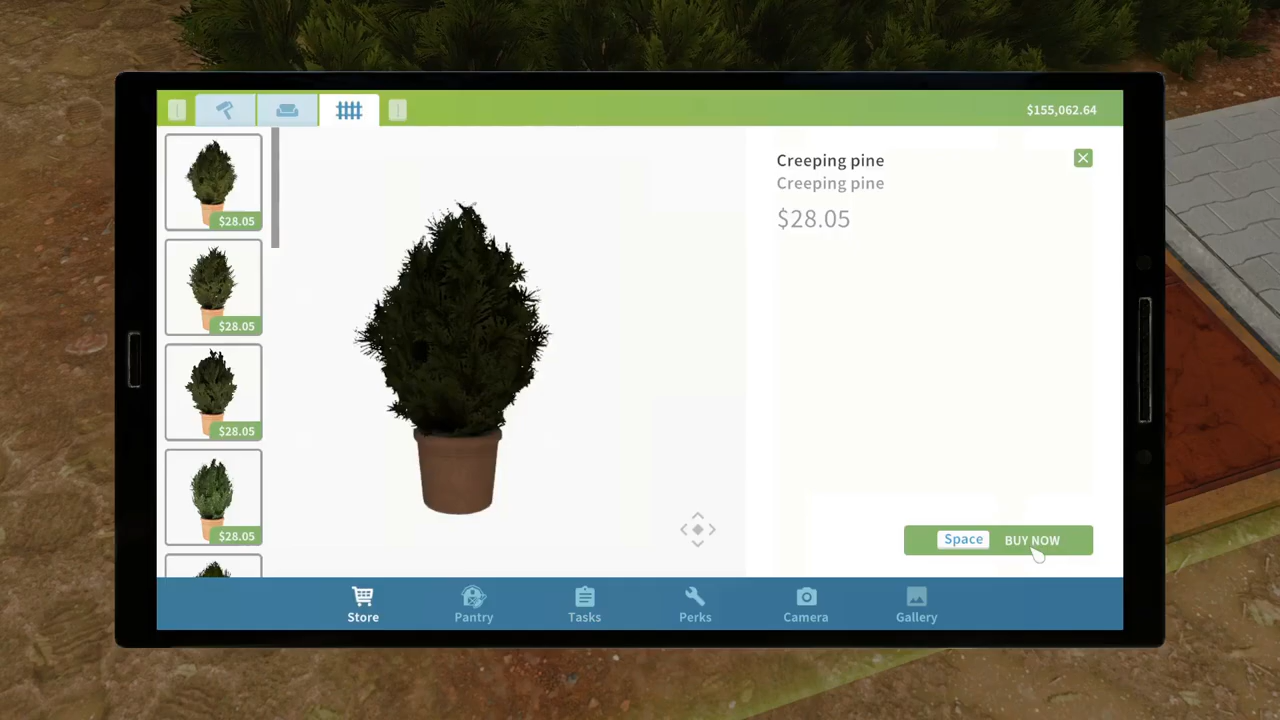 $155,062.64
$28.05
$28.05
$28.05
$28.05
Creeping pine
Creeping pine
$28.05
Space BUY NOW
Store
Pantry
Tasks
Perks
Camera
Gallery